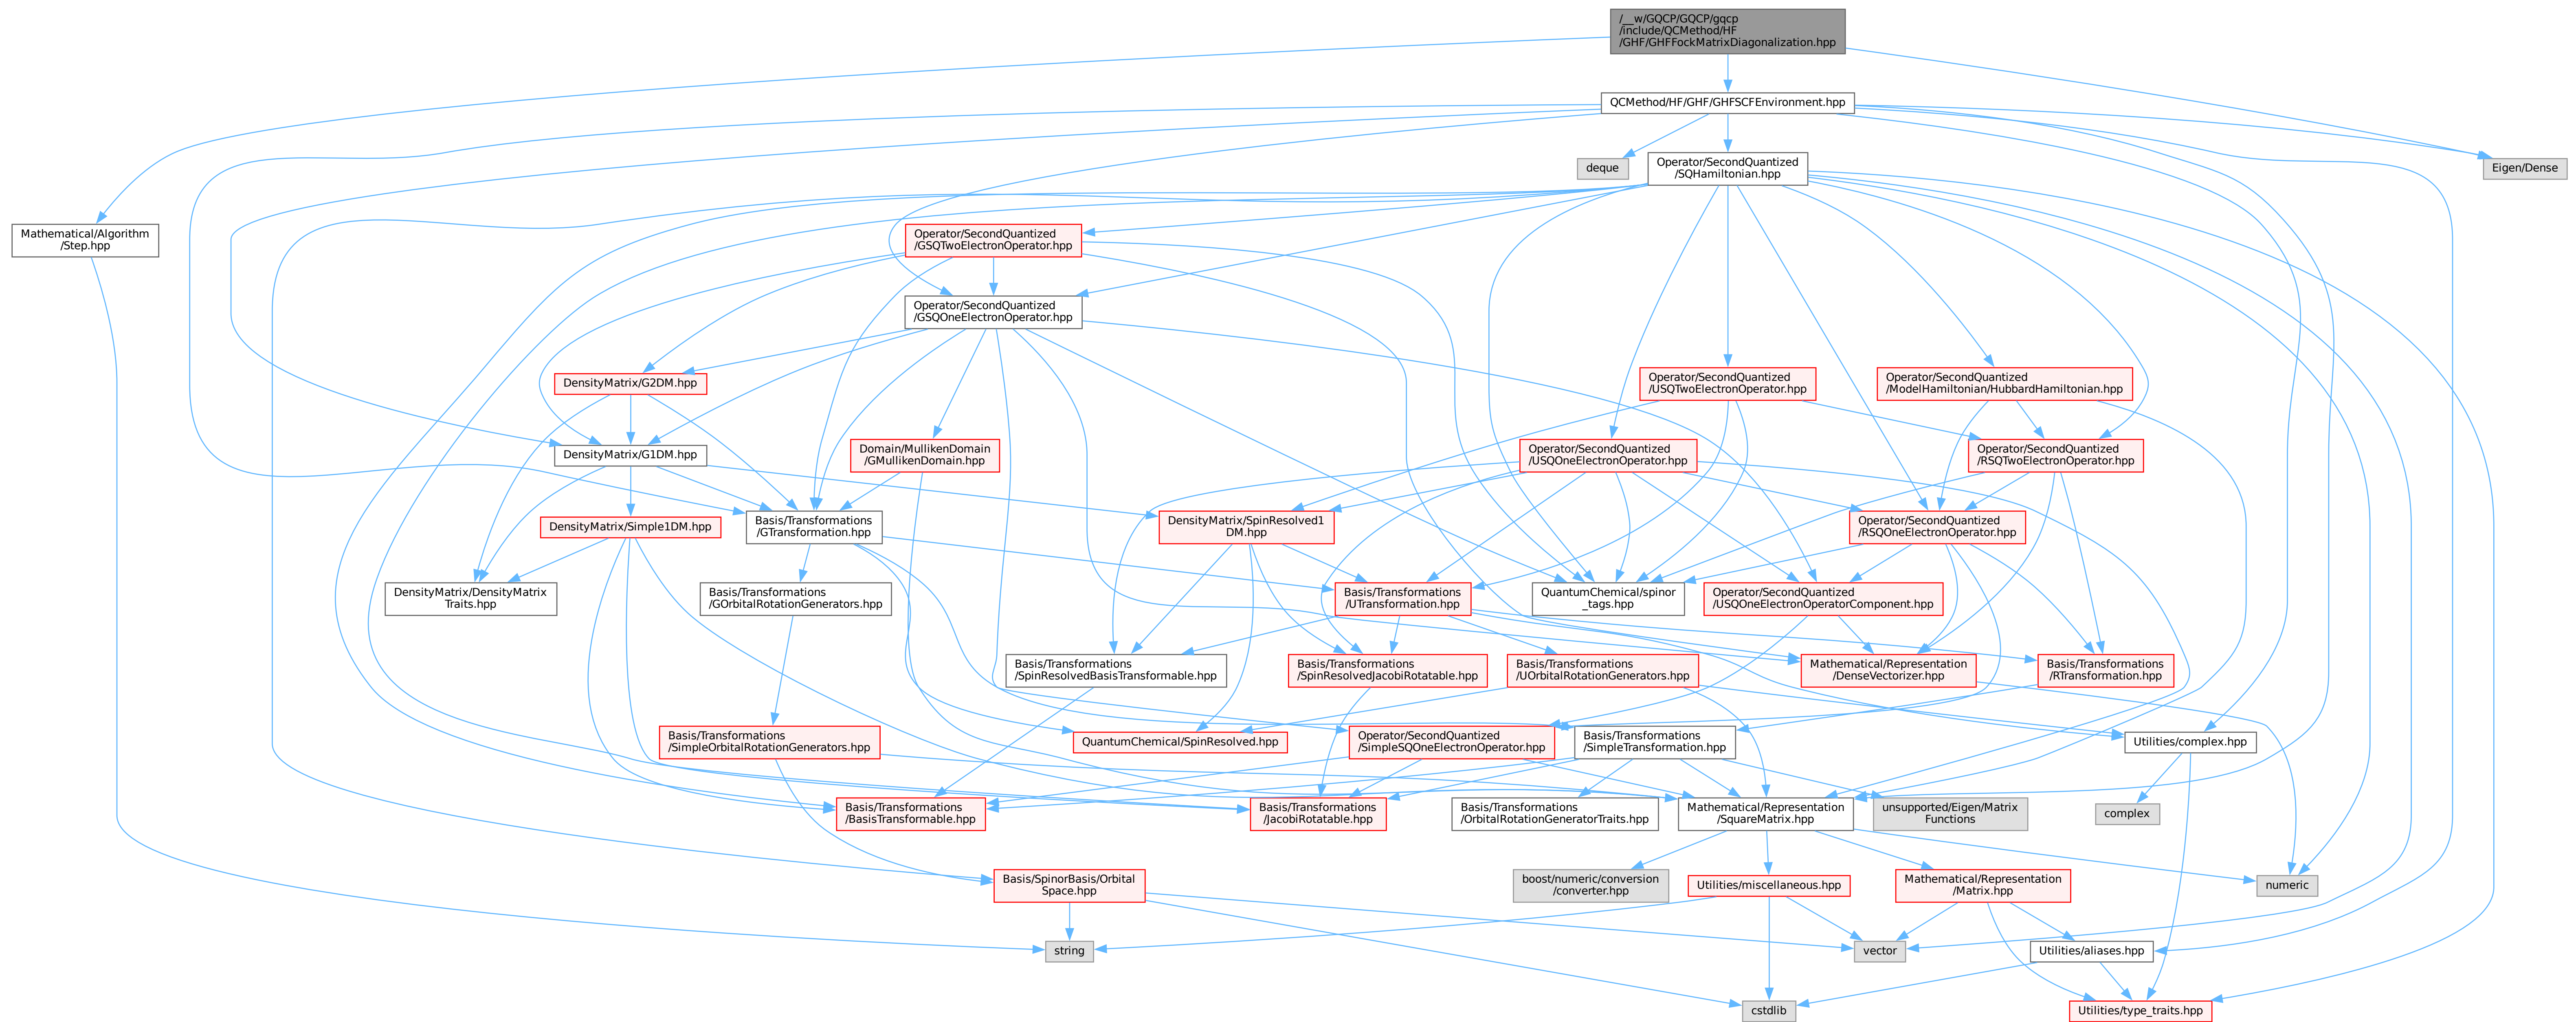 /__w/GQCP/GQCP/gqcp
/include/QCMethod/HF
/GHF/GHFFockMatrixDiagonalization.hpp
QCMethod/HF/GHF/GHFSCFEnvironment.hpp
deque
Operator/SecondQuantized
/SQHamiltonian.hpp
Eigen/Dense
Mathematical/Algorithm
/Step.hpp
Operator/SecondQuantized
/GSQTwoElectronOperator.hpp
Operator/SecondQuantized
/GSQOneElectronOperator.hpp
DensityMatrix/G2DM.hpp
Operator/SecondQuantized
/USQTwoElectronOperator.hpp
Operator/SecondQuantized
/ModelHamiltonian/HubbardHamiltonian.hpp
DensityMatrix/G1DM.hpp
Domain/MullikenDomain
/GMullikenDomain.hpp
Operator/SecondQuantized
/USQOneElectronOperator.hpp
Operator/SecondQuantized
/RSQTwoElectronOperator.hpp
DensityMatrix/Simple1DM.hpp
Basis/Transformations
/GTransformation.hpp
DensityMatrix/SpinResolved1
DM.hpp
Operator/SecondQuantized
/RSQOneElectronOperator.hpp
DensityMatrix/DensityMatrix
Traits.hpp
Basis/Transformations
/GOrbitalRotationGenerators.hpp
Basis/Transformations
/UTransformation.hpp
QuantumChemical/spinor
_tags.hpp
Operator/SecondQuantized
/USQOneElectronOperatorComponent.hpp
Basis/Transformations
/SpinResolvedBasisTransformable.hpp
Basis/Transformations
/SpinResolvedJacobiRotatable.hpp
Basis/Transformations
/UOrbitalRotationGenerators.hpp
Mathematical/Representation
/DenseVectorizer.hpp
Basis/Transformations
/RTransformation.hpp
Basis/Transformations
/SimpleOrbitalRotationGenerators.hpp
QuantumChemical/SpinResolved.hpp
Operator/SecondQuantized
/SimpleSQOneElectronOperator.hpp
Basis/Transformations
/SimpleTransformation.hpp
Utilities/complex.hpp
Basis/Transformations
/BasisTransformable.hpp
Basis/Transformations
/JacobiRotatable.hpp
Basis/Transformations
/OrbitalRotationGeneratorTraits.hpp
Mathematical/Representation
/SquareMatrix.hpp
unsupported/Eigen/Matrix
Functions
complex
Basis/SpinorBasis/Orbital
Space.hpp
boost/numeric/conversion
/converter.hpp
Utilities/miscellaneous.hpp
Mathematical/Representation
/Matrix.hpp
numeric
string
vector
Utilities/aliases.hpp
cstdlib
Utilities/type_traits.hpp